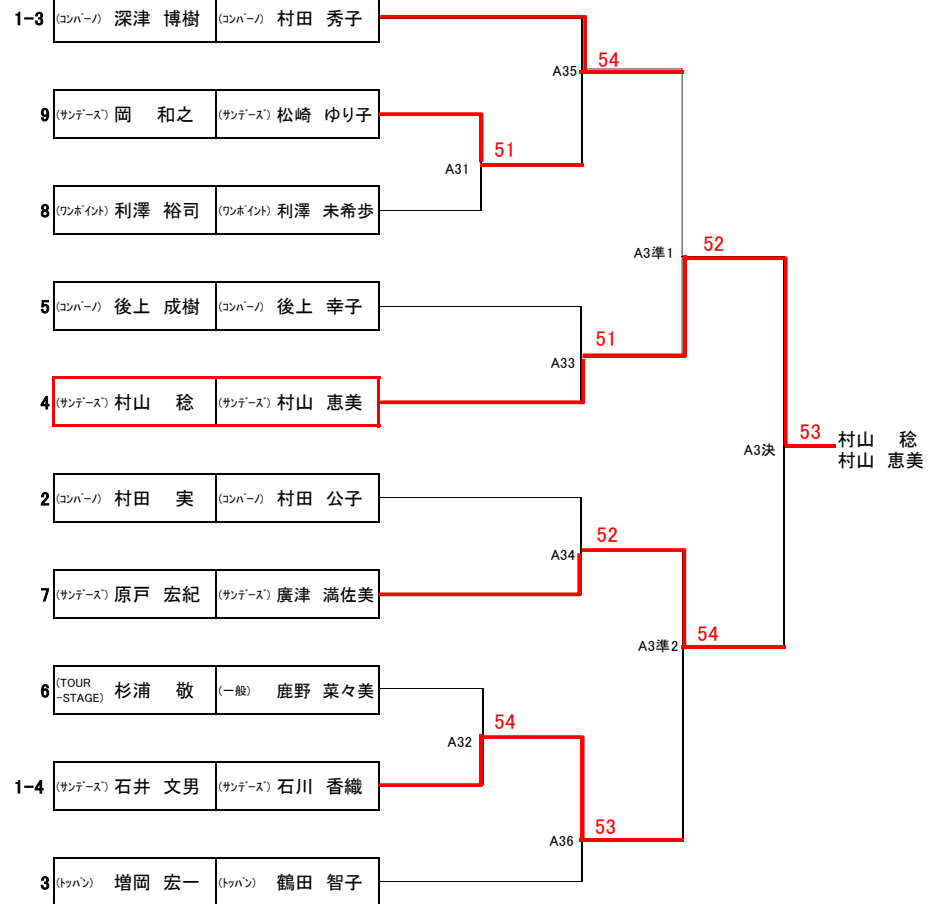 1-3 (コンバーノ) 深津 博樹 (コンバーノ) 村田 秀子
54
A35
9 (サンデーズ) 岡 和之 (サンデーズ) 松崎 ゆり子
51
A31
8 (ワンポイント) 利澤 裕司 (ワンポイント) 利澤 未希歩
52
A3準1
5 (コンバーノ) 後上 成樹 (コンバーノ) 後上 幸子
51
A33
4 (サンデーズ) 村山 稔 (サンデーズ) 村山 恵美
53 村山 稔
A3決
村山 恵美
2 (コンバーノ) 村田 実 (コンバーノ) 村田 公子
52
A34
7 (サンデーズ) 原戸 宏紀 (サンデーズ) 廣津 満佐美
54
A3準2
6 (TOUR
-STAGE) 杉浦 敬 (一般) 鹿野 菜々美
54
A32
1-4 (サンデーズ) 石井 文男 (サンデーズ) 石川 香織
53
A36
3 (トッパン) 増岡 宏一 (トッパン) 鶴田 智子